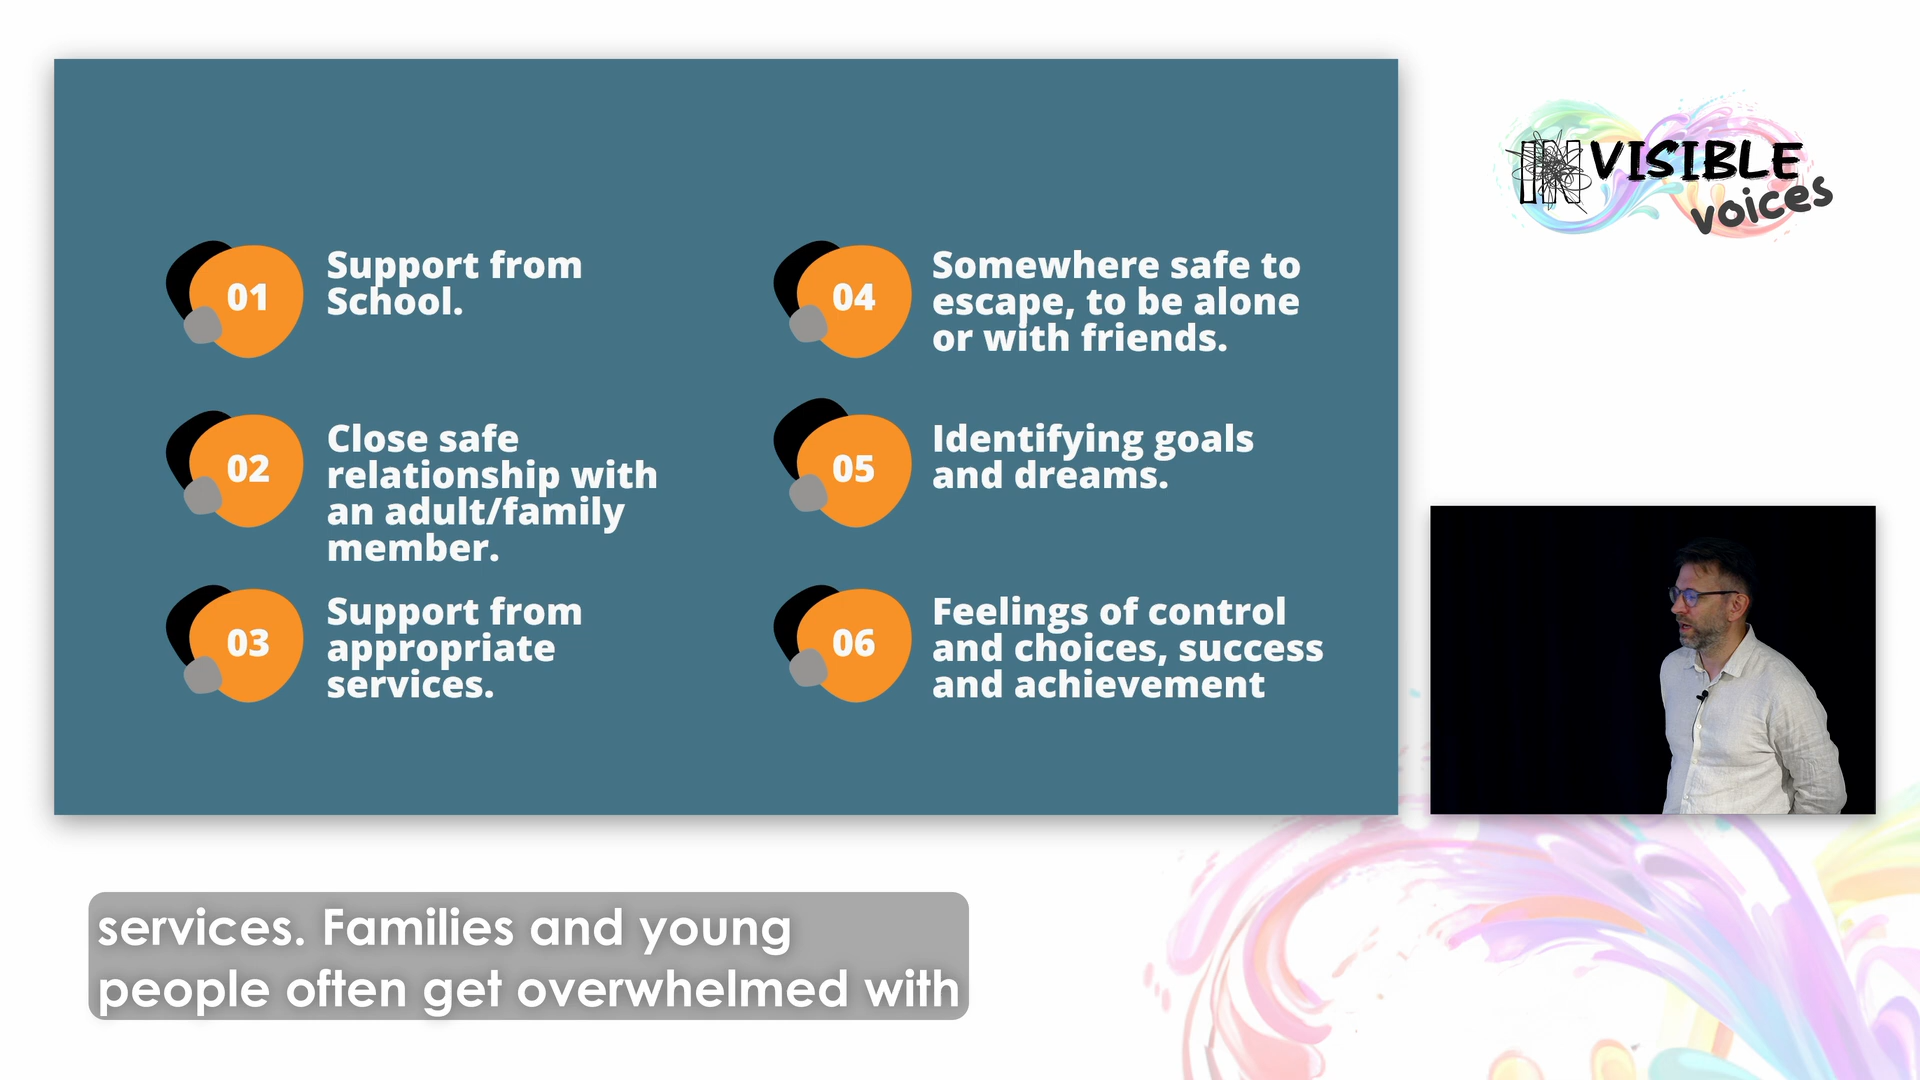 01
Support from
School.
02
Close safe
relationship with
an adult/family
member.
03
Support from
appropriate
services.
04
Somewhere safe to
escape, to be alone
or with friends.
05
Identifying goals
and dreams.
06
Feelings of control
and choices, success
and achievement
INVISIBLE
voices
services. Families and young
people often get overwhelmed with